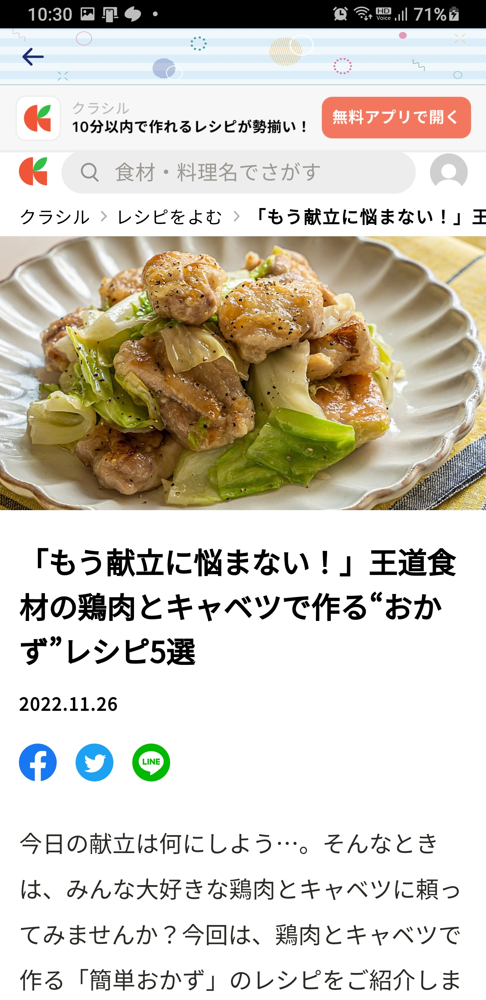 10:30
HD Voice 71%
クラシル
10分以内で作れるレシピが勢揃い！
無料アプリで開く
食材・料理名でさがす
クラシル > レシピをよむ > 「もう献立に悩まない！」王
「もう献立に悩まない！」王道食
材の鶏肉とキャベツで作る“おか
ず”レシピ5選
2022.11.26
LINE
今日の献立は何にしよう…。そんなとき
は、みんな大好きな鶏肉とキャベツに頼っ
てみませんか？今回は、鶏肉とキャベツで
作る「簡単おかず」のレシピをご紹介しま